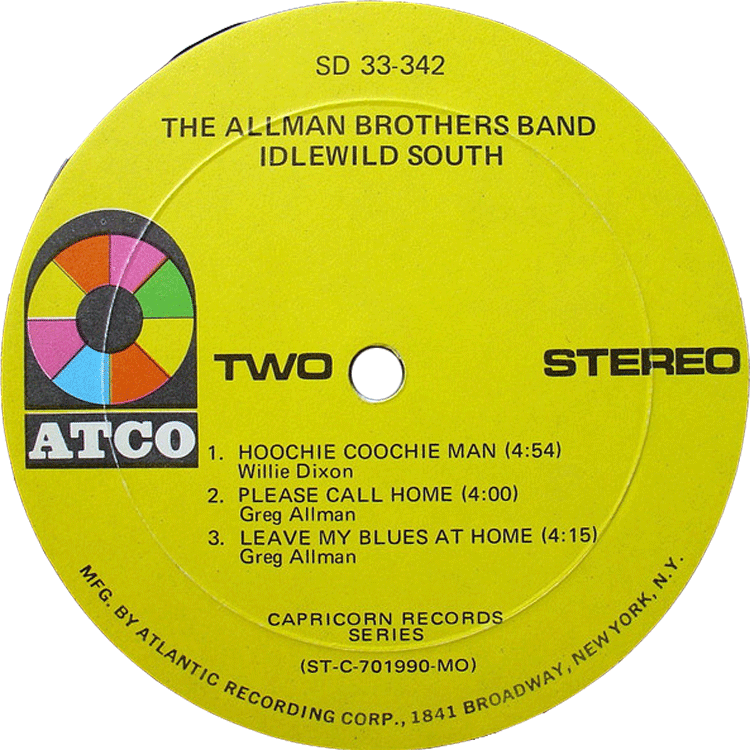 SD 33-342
THE ALLMAN BROTHERS BAND
IDLEWILD SOUTH
ATCO
TWO
STEREO
1. HOOCHIE COOCHIE MAN (4:54)
Willie Dixon
2. PLEASE CALL HOME (4:00)
Greg Allman
3. LEAVE MY BLUES AT HOME (4:15)
Greg Allman
CAPRICORN RECORDS
SERIES
(ST-C-701990-MO)
MFG. BY ATLANTIC RECORDING CORP., 1841 BROADWAY, NEW YORK, N.Y.